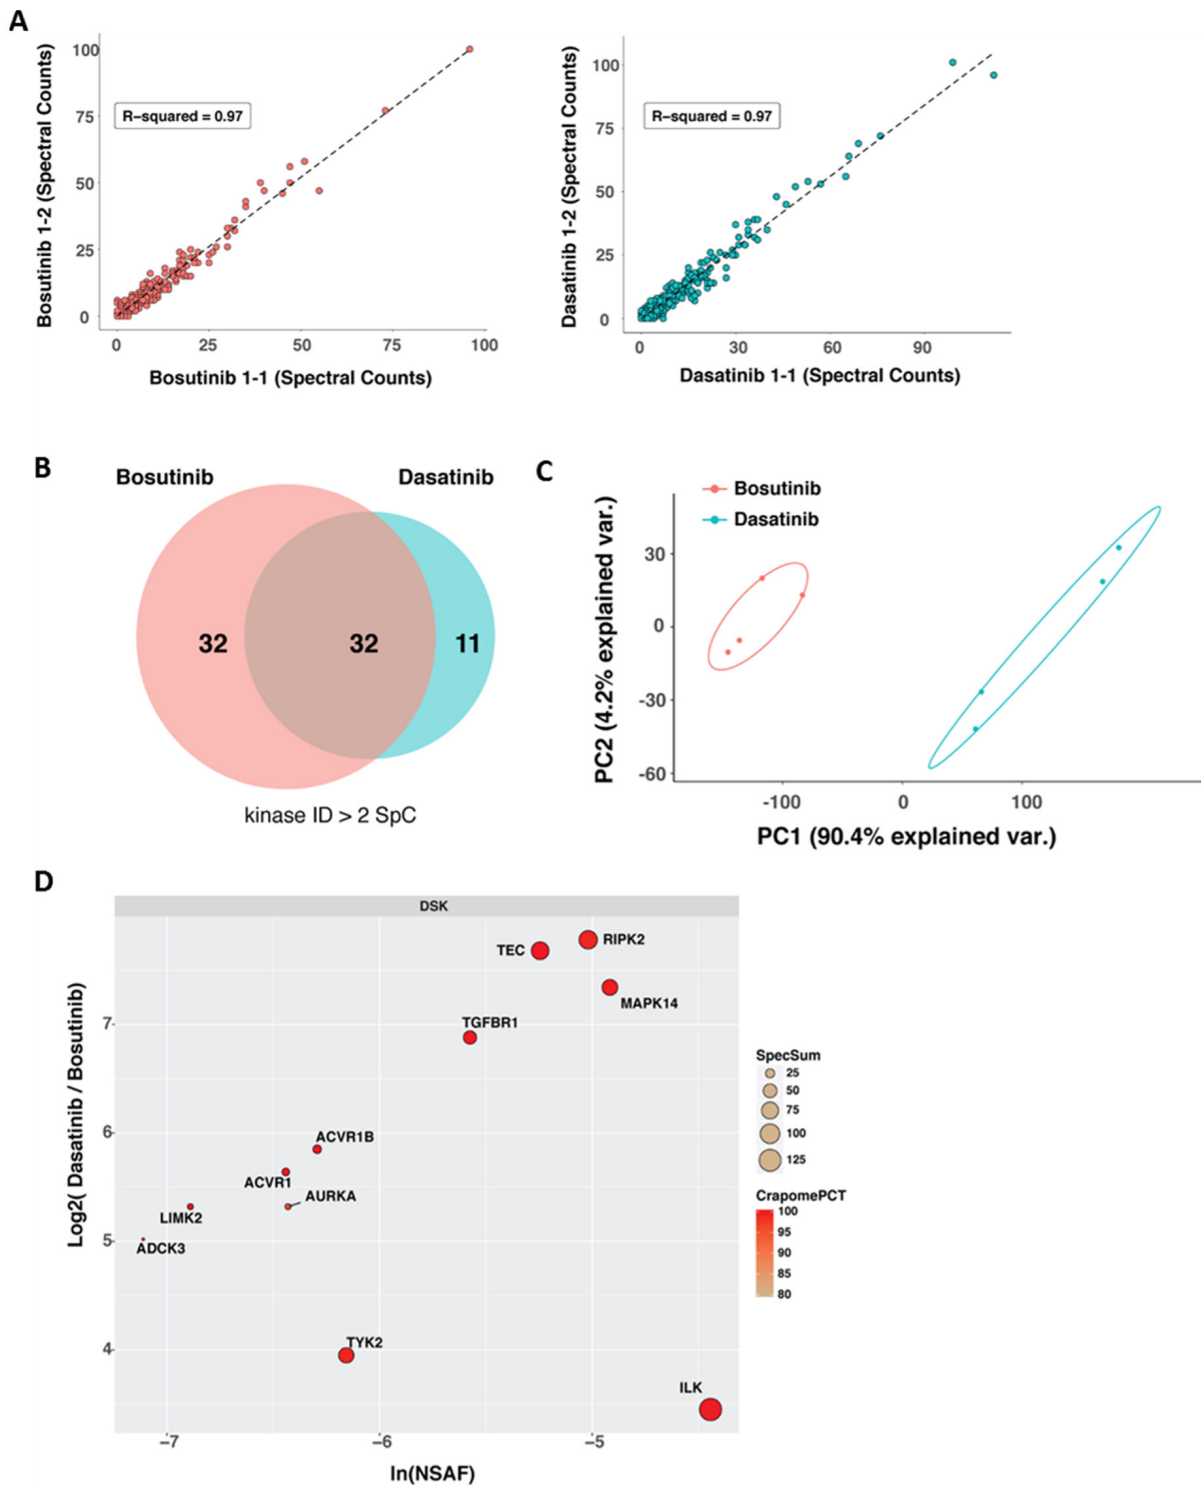 A
Bosutinib 1-2 (Spectral Counts)
100
75
50
25
0
R-squared = 0.97
0 25 50 75 100
Bosutinib 1-1 (Spectral Counts)
Dasatinib 1-2 (Spectral Counts)
100
75
50
25
0
R-squared = 0.97
0 30 60 90
Dasatinib 1-1 (Spectral Counts)
B
Bosutinib Dasatinib
32 32 11
kinase ID > 2 SpC
C
Bosutinib
Dasatinib
PC2 (4.2% explained var.)
30
0
-30
-60
-100 0 100
PC1 (90.4% explained var.)
D
DSK
Log2( Dasatinib / Bosutinib)
7
6
5
4
TEC
RIPK2
MAPK14
TGFBR1
ACVR1B
ACVR1
AURKA
LIMK2
ADCK3
TYK2
ILK
-7 -6 -5
ln(NSAF)
SpecSum
25
50
75
100
125
CrapomePCT
100
95
90
85
80